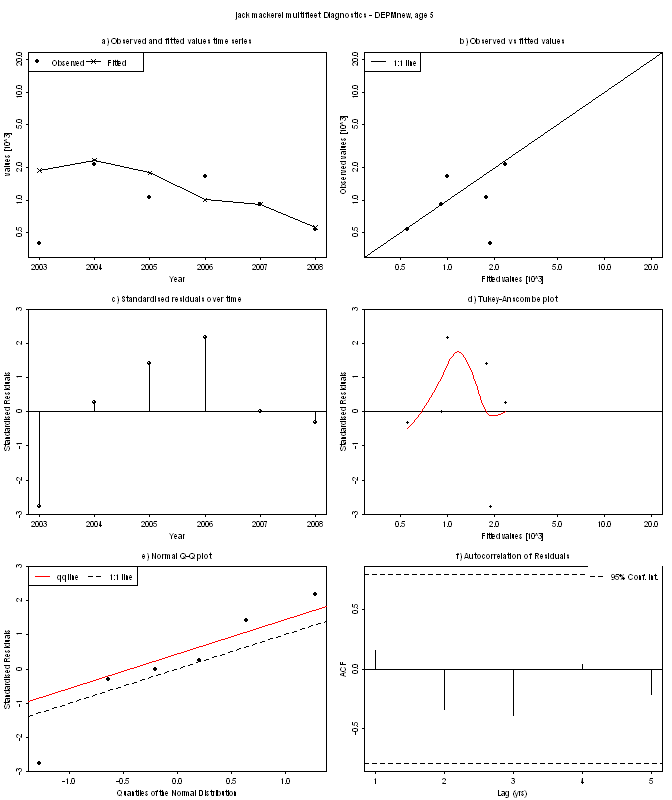 jack mackerel multifleet Diagnostics - DEPMnew, age 5
a) Observed and fitted values time series
b) Observed vs fitted values
Observed Fitted
1:1 line
values [10^3]
0.5 1.0 2.0 5.0 10.0 20.0
2003 2004 2005 2006 2007 2008
Year
Observed values [10^3]
0.5 1.0 2.0 5.0 10.0 20.0
0.5 1.0 2.0 5.0 10.0 20.0
Fitted values [10^3]
c) Standardised residuals over time
d) Tukey-Anscombe plot
Standardised Residuals
-3 -2 -1 0 1 2 3
2003 2004 2005 2006 2007 2008
Year
Standardised Residuals
-3 -2 -1 0 1 2 3
0.5 1.0 2.0 5.0 10.0 20.0
Fitted values [10^3]
e) Normal Q-Q plot
f) Autocorrelation of Residuals
qq line 1:1 line
95% Conf. Int.
Standardised Residuals
-3 -2 -1 0 1 2 3
-1.0 -0.5 0.0 0.5 1.0
Quantiles of the Normal Distribution
ACF
-0.5 0.0 0.5
1 2 3 4 5
Lag (yrs)